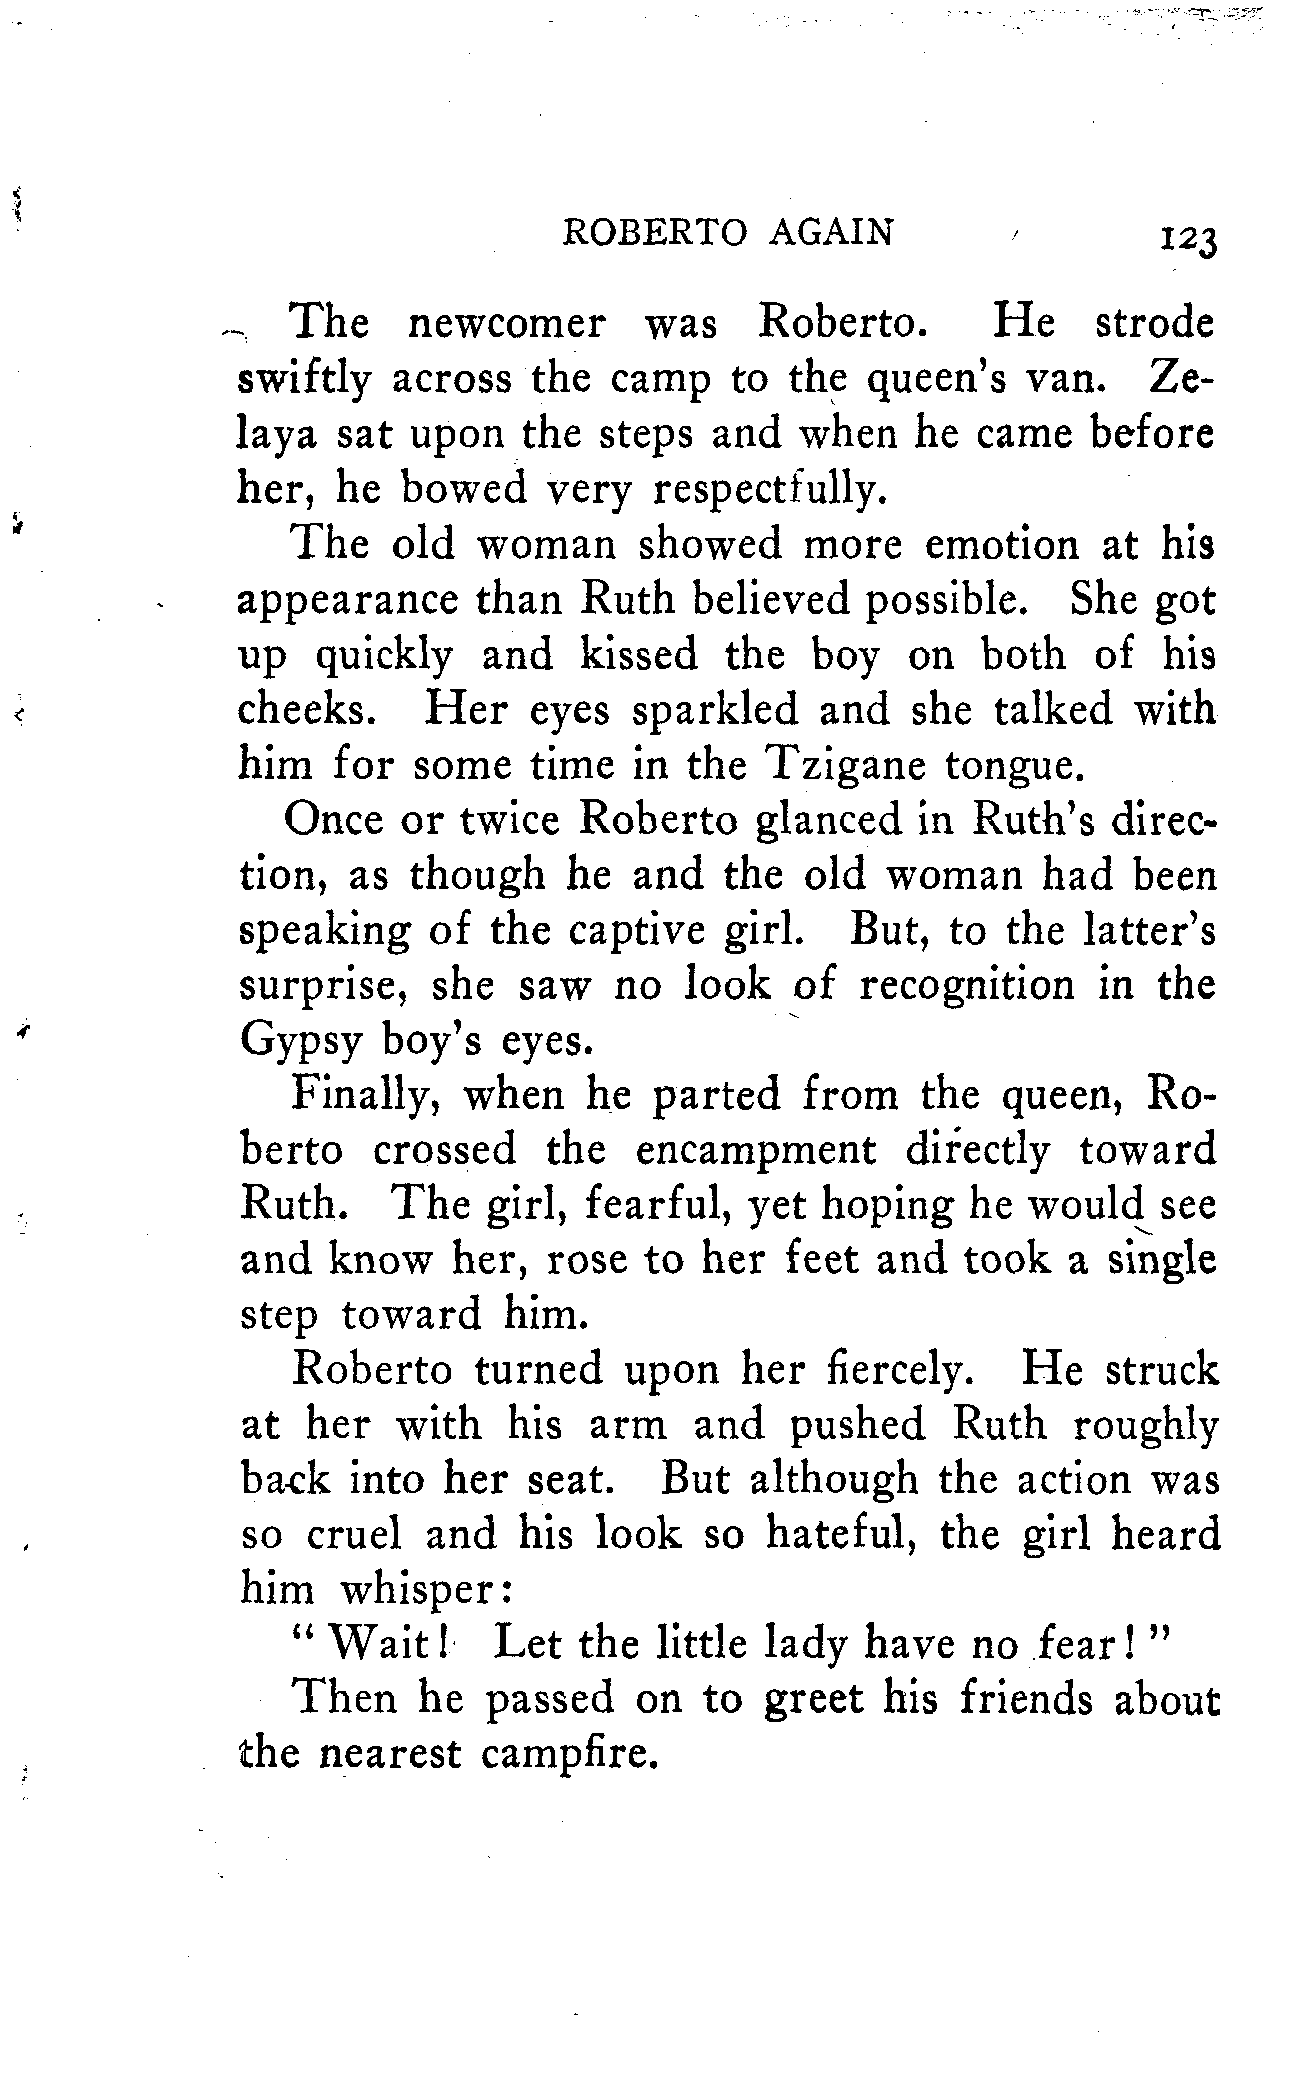 ROBERTO AGAIN 123
The newcomer was Roberto. He strode
swiftly across the camp to the queen's van. Ze-
laya sat upon the steps and when he came before
her, he bowed very respectfully.
The old woman showed more emotion at his
appearance than Ruth believed possible. She got
up quickly and kissed the boy on both of his
cheeks. Her eyes sparkled and she talked with
him for some time in the Tzigane tongue.
Once or twice Roberto glanced in Ruth's direc-
tion, as though he and the old woman had been
speaking of the captive girl. But, to the latter's
surprise, she saw no look of recognition in the
Gypsy boy's eyes.
Finally, when he parted from the queen, Ro-
berto crossed the encampment directly toward
Ruth. The girl, fearful, yet hoping he would see
and know her, rose to her feet and took a single
step toward him.
Roberto turned upon her fiercely. He struck
at her with his arm and pushed Ruth roughly
back into her seat. But although the action was
so cruel and his look so hateful, the girl heard
him whisper:
"Wait! Let the little lady have no fear!"
Then he passed on to greet his friends about
the nearest campfire.